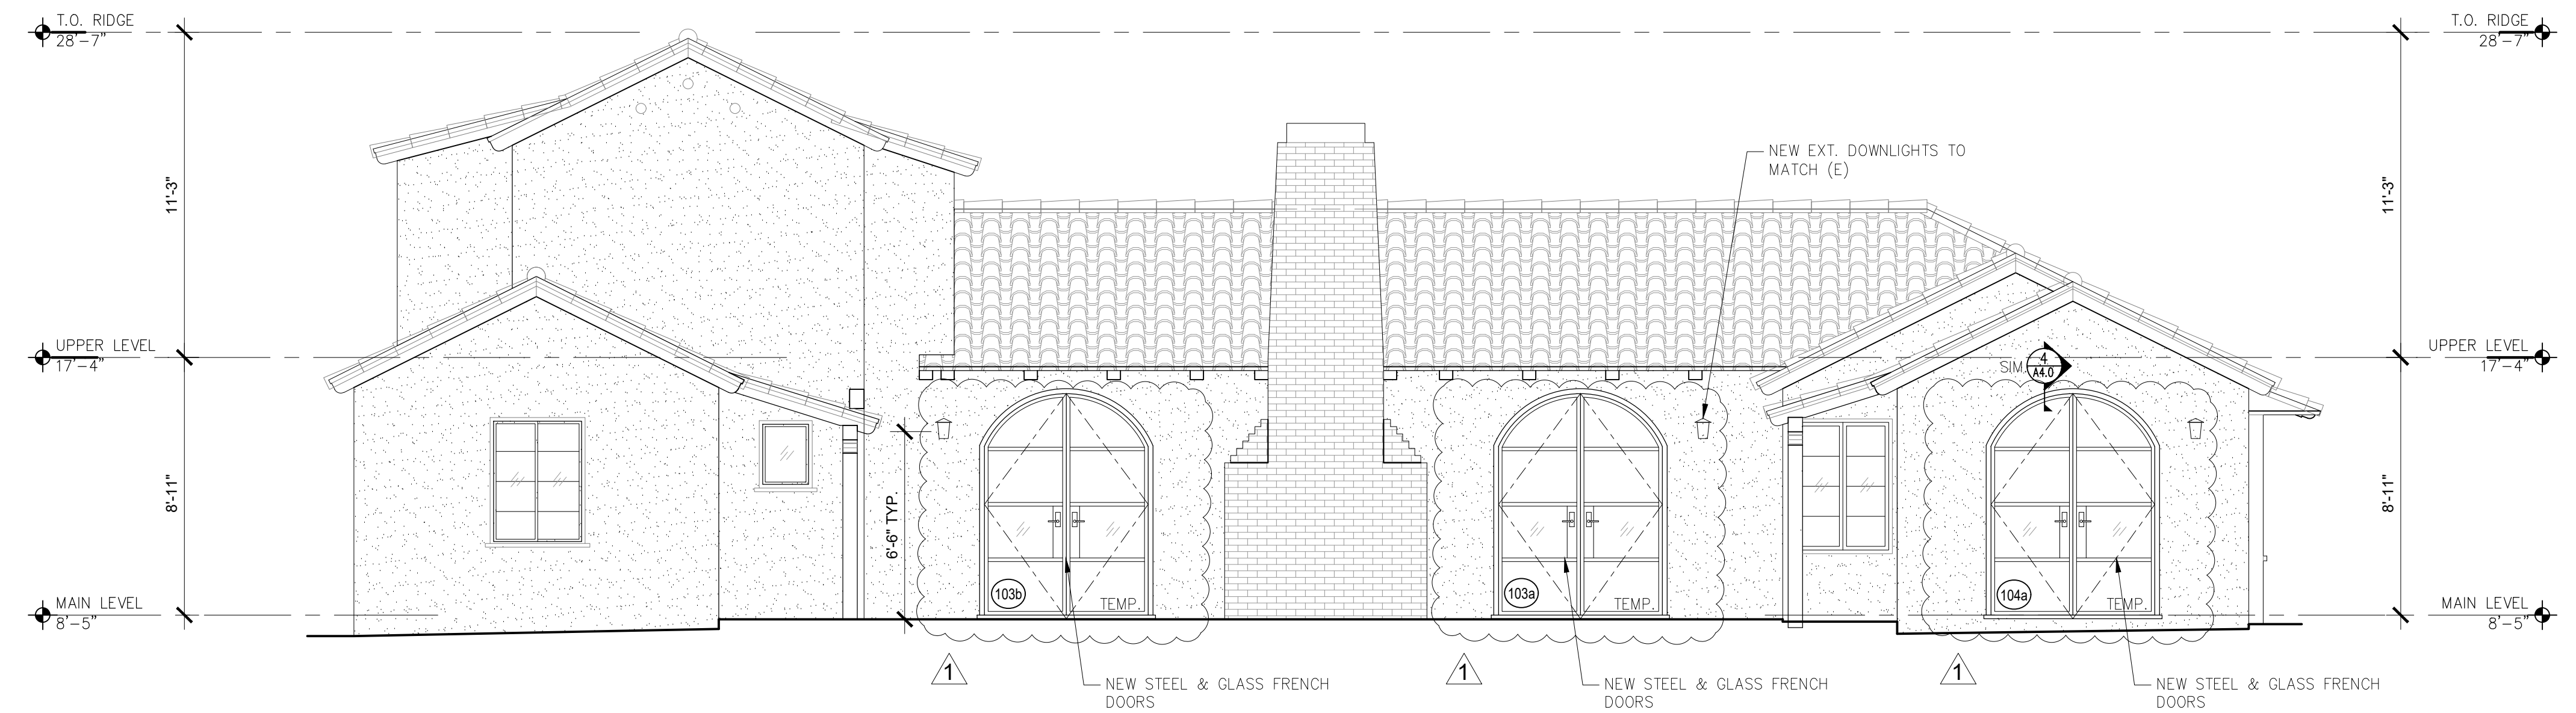 T.O. RIDGE
28'-7"
T.O. RIDGE
28'-7"
NEW EXT. DOWNLIGHTS TO
MATCH (E)
11'-3"
11'-3"
UPPER LEVEL
17'-4"
UPPER LEVEL
17'-4"
SIM.
4
A4.0
8'-11"
6'-6" TYP.
8'-11"
103b
TEMP.
103a
TEMP.
104a
TEMP.
MAIN LEVEL
8'-5"
MAIN LEVEL
8'-5"
1
1
1
NEW STEEL & GLASS FRENCH
DOORS
NEW STEEL & GLASS FRENCH
DOORS
NEW STEEL & GLASS FRENCH
DOORS